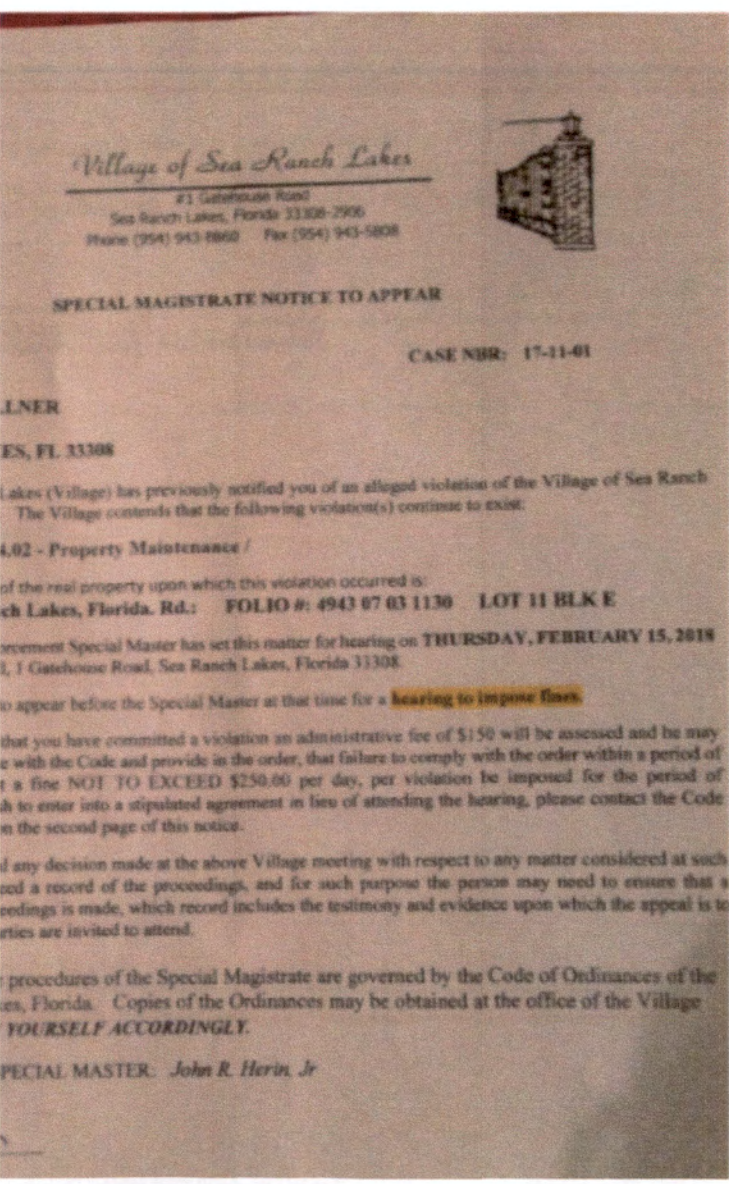 Village of Sea Ranch Lakes
#1 Gatehouse Road
Sea Ranch Lakes, Florida 33308-2906
Phone (954) 943-8860 Fax (954) 943-5808
SPECIAL MAGISTRATE NOTICE TO APPEAR
CASE NBR: 17-11-01
LLNER
ES, FL 33308
Lakes (Village) has previously notified you of an alleged violation of the Village of Sea Ranch
The Village contends that the following violation(s) continue to exist:
4.02 - Property Maintenance /
of the real property upon which this violation occurred is:
ch Lakes, Florida. Rd.: FOLIO #: 4943 07 03 1130 LOT 11 BLK E
orcement Special Master has set this matter for hearing on THURSDAY, FEBRUARY 15, 2018
l, 1 Gatehouse Road, Sea Ranch Lakes, Florida 33308.
to appear before the Special Master at that time for a hearing to impose fines.
that you have committed a violation an administrative fee of $150 will be assessed and he may
e with the Code and provide in the order, that failure to comply with the order within a period of
t a fine NOT TO EXCEED $250.00 per day, per violation be imposed for the period of
sh to enter into a stipulated agreement in lieu of attending the hearing, please contact the Code
on the second page of this notice.
d any decision made at the above Village meeting with respect to any matter considered at such
eed a record of the proceedings, and for such purpose the person may need to ensure that a
eedings is made, which record includes the testimony and evidence upon which the appeal is to
rties are invited to attend.
r procedures of the Special Magistrate are governed by the Code of Ordinances of the
es, Florida. Copies of the Ordinances may be obtained at the office of the Village
YOURSELF ACCORDINGLY.
PECIAL MASTER: John R. Herin, Jr